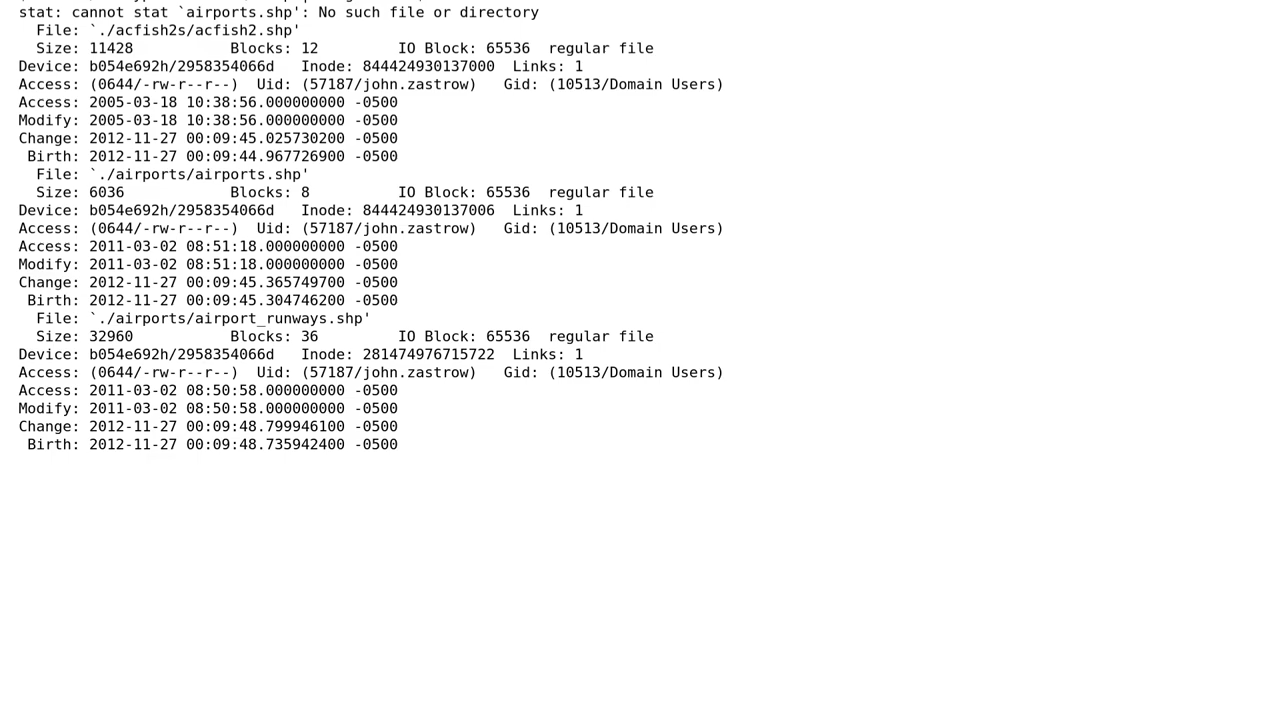 stat: cannot stat `airports.shp': No such file or directory
  File: `./acfish2s/acfish2.shp'
  Size: 11428           Blocks: 12         IO Block: 65536  regular file
Device: b054e692h/2958354066d   Inode: 844424930137000  Links: 1
Access: (0644/-rw-r--r--)  Uid: (57187/john.zastrow)   Gid: (10513/Domain Users)
Access: 2005-03-18 10:38:56.000000000 -0500
Modify: 2005-03-18 10:38:56.000000000 -0500
Change: 2012-11-27 00:09:45.025730200 -0500
 Birth: 2012-11-27 00:09:44.967726900 -0500
  File: `./airports/airports.shp'
  Size: 6036            Blocks: 8          IO Block: 65536  regular file
Device: b054e692h/2958354066d   Inode: 844424930137006  Links: 1
Access: (0644/-rw-r--r--)  Uid: (57187/john.zastrow)   Gid: (10513/Domain Users)
Access: 2011-03-02 08:51:18.000000000 -0500
Modify: 2011-03-02 08:51:18.000000000 -0500
Change: 2012-11-27 00:09:45.365749700 -0500
 Birth: 2012-11-27 00:09:45.304746200 -0500
  File: `./airports/airport_runways.shp'
  Size: 32960           Blocks: 36         IO Block: 65536  regular file
Device: b054e692h/2958354066d   Inode: 281474976715722  Links: 1
Access: (0644/-rw-r--r--)  Uid: (57187/john.zastrow)   Gid: (10513/Domain Users)
Access: 2011-03-02 08:50:58.000000000 -0500
Modify: 2011-03-02 08:50:58.000000000 -0500
Change: 2012-11-27 00:09:48.799946100 -0500
 Birth: 2012-11-27 00:09:48.735942400 -0500